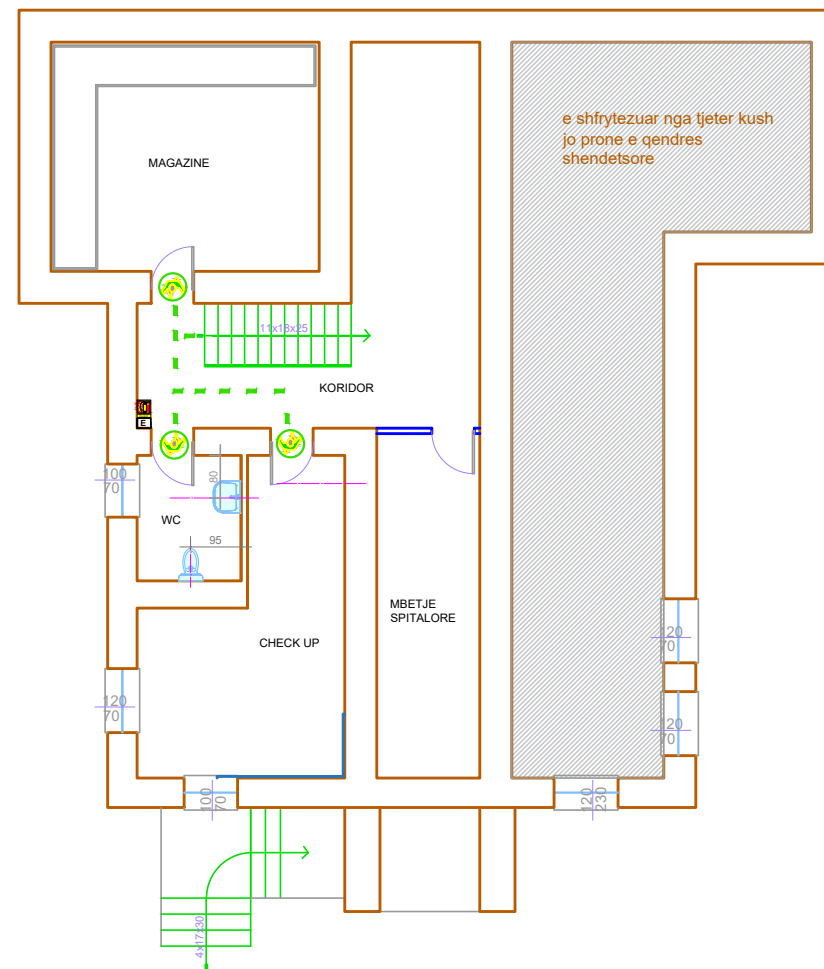 e shfrytezuar nga tjeter kush
jo prone e qendres
shendetsore
MAGAZINE
11x18x25
KORIDOR
E
100
70
80
WC
95
MBETJE
SPITALORE
CHECK UP
120
70
120
70
120
70
100
70
120
230
4x17x30